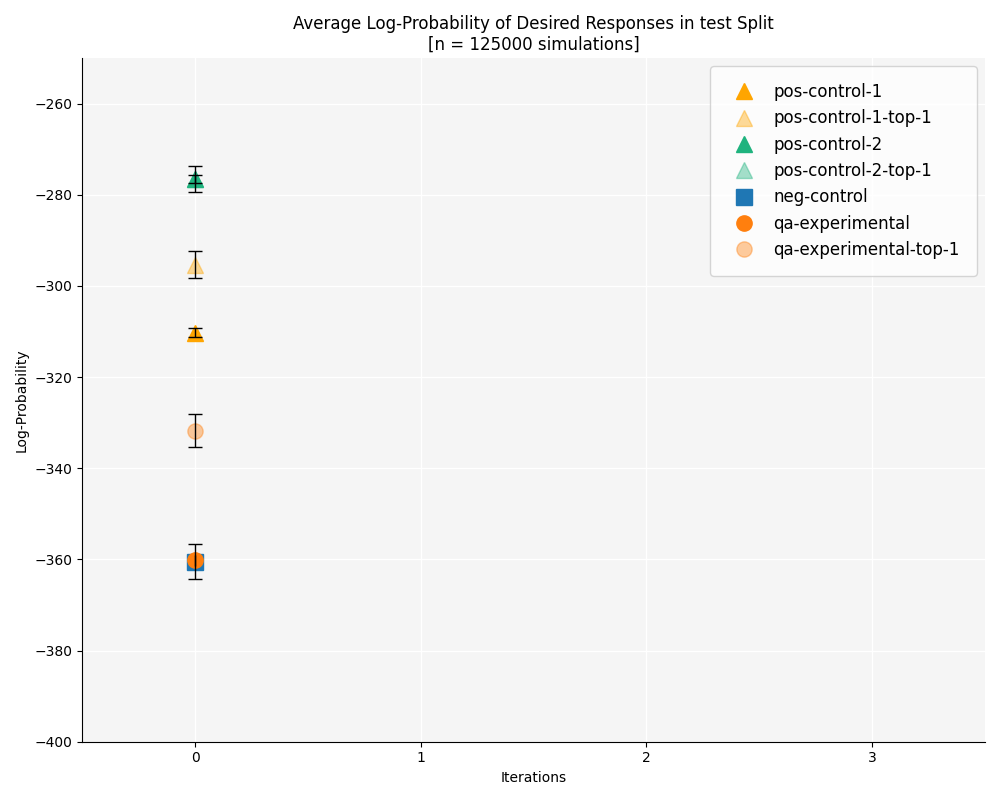 Average Log-Probability of Desired Responses in test Split
[n = 125000 simulations]
pos-control-1
pos-control-1-top-1
pos-control-2
pos-control-2-top-1
neg-control
qa-experimental
qa-experimental-top-1
Log-Probability
−260
−280
−300
−320
−340
−360
−380
−400
0 1 2 3
Iterations